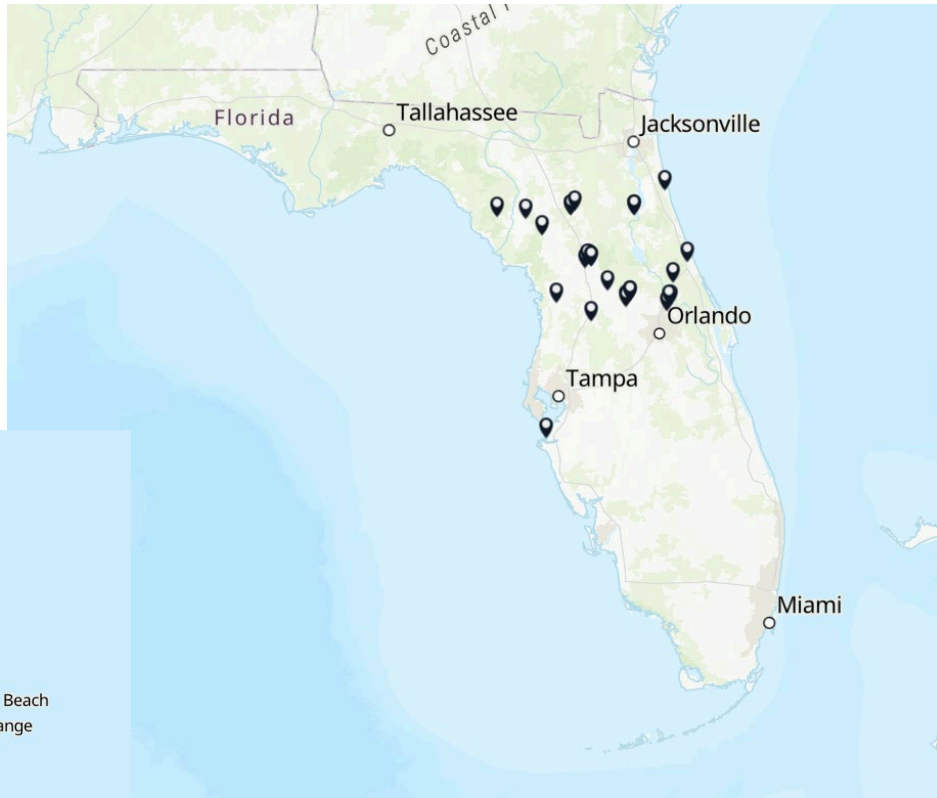 Coastal
Tallahassee
Florida
Jacksonville
Orlando
Tampa
Miami
Beach
ange